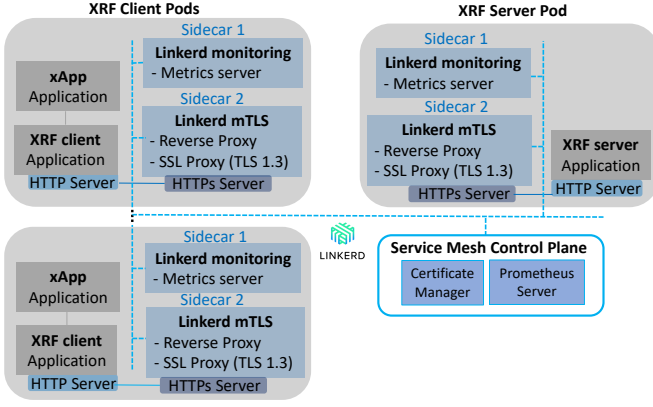 XRF Client Pods
Sidecar 1
Linkerd monitoring
- Metrics server
xApp
Application
Sidecar 2
Linkerd mTLS
- Reverse Proxy
- SSL Proxy (TLS 1.3)
XRF client
Application
HTTP Server
HTTPs Server
XRF Server Pod
Sidecar 1
Linkerd monitoring
- Metrics server
Sidecar 2
Linkerd mTLS
- Reverse Proxy
- SSL Proxy (TLS 1.3)
XRF server
Application
HTTPs Server
HTTP Server
Sidecar 1
Linkerd monitoring
- Metrics server
xApp
Application
Sidecar 2
Linkerd mTLS
- Reverse Proxy
- SSL Proxy (TLS 1.3)
XRF client
Application
HTTP Server
HTTPs Server
LINKERD
Service Mesh Control Plane
Certificate
Manager
Prometheus
Server